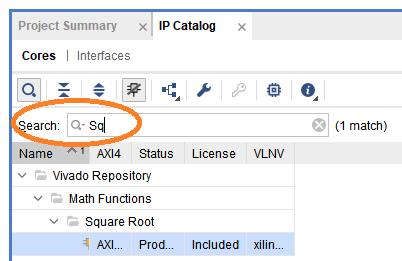 Project Summary × IP Catalog ×
Cores | Interfaces
Search: Sq (1 match)
Name 1 AXI4 Status License VLNV
Vivado Repository
Math Functions
Square Root
AXI... Prod... Included xilin...